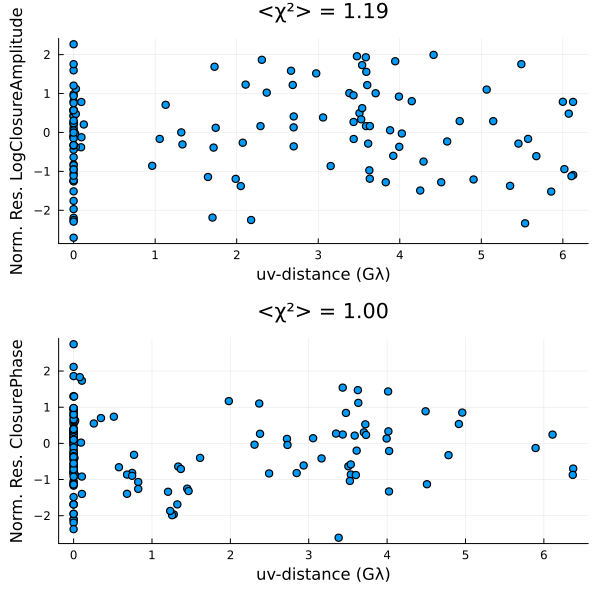 <χ²> = 1.19
Norm. Res. LogClosureAmplitude
2
1
0
−1
−2
0 1 2 3 4 5 6
uv-distance (Gλ)
<χ²> = 1.00
Norm. Res. ClosurePhase
2
1
0
−1
−2
0 1 2 3 4 5 6
uv-distance (Gλ)